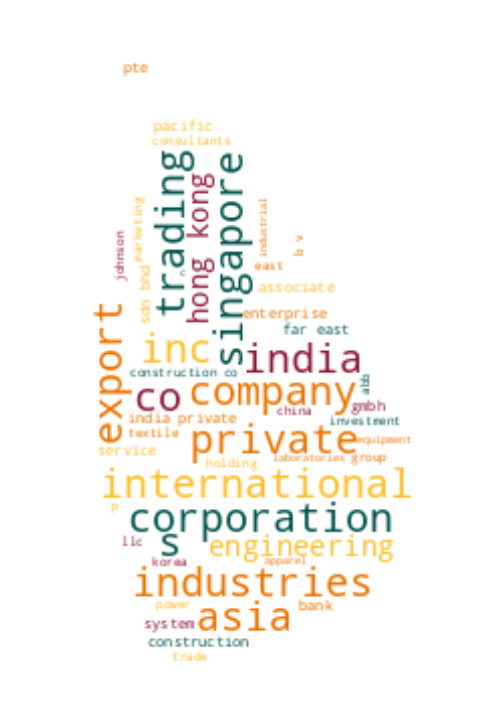 pte
pacific
consultants
trading
hong kong
singapore
marketing
industrial
johnson
b v
east
n
sdn bhd
associate
export
enterprise
far east
inc
india
construction co
abb
co
company
gmbh
china
india private
investment
textile
private
equipment
service
laboratories
group
holding
international
p
corporation
llc
s
engineering
korea
apparel
industries
power
asia
bank
system
construction
trade